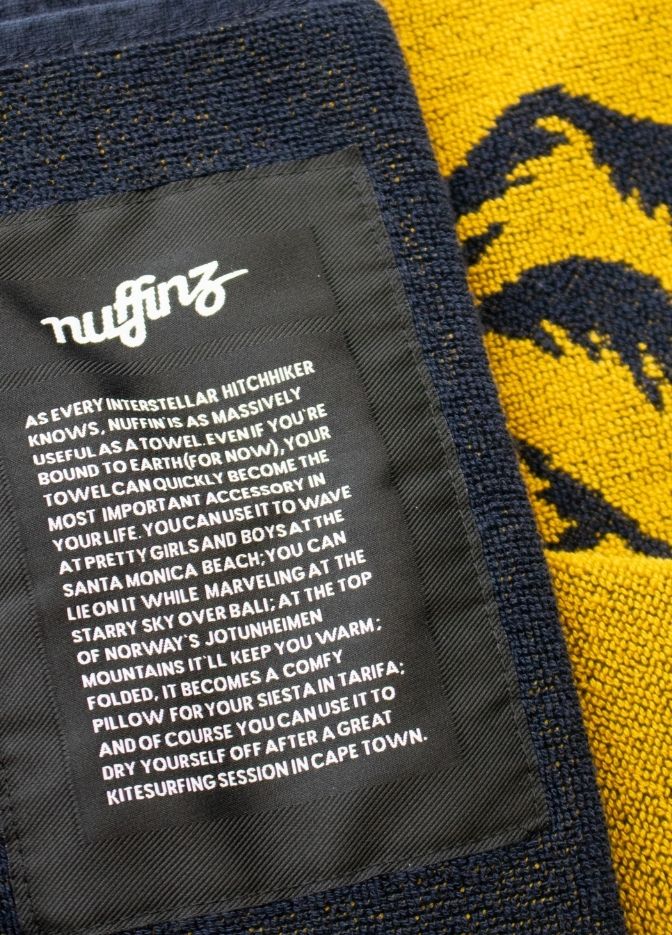 nuffinz
AS EVERY INTERSTELLAR HITCHHIKER
KNOWS, NUFFIN'IS AS MASSIVELY
USEFUL AS A TOWEL. EVEN IF YOU'RE
BOUND TO EARTH (FOR NOW), YOUR
TOWEL CAN QUICKLY BECOME THE
MOST IMPORTANT ACCESSORY IN
YOUR LIFE. YOU CAN USE IT TO WAVE
AT PRETTY GIRLS AND BOYS AT THE
SANTA MONICA BEACH; YOU CAN
LIE ON IT WHILE MARVELING AT THE
STARRY SKY OVER BALI; AT THE TOP
OF NORWAY'S JOTUNHEIMEN
MOUNTAINS IT'LL KEEP YOU WARM;
FOLDED, IT BECOMES A COMFY
PILLOW FOR YOUR SIESTA IN TARIFA;
AND OF COURSE YOU CAN USE IT TO
DRY YOURSELF OFF AFTER A GREAT
KITESURFING SESSION IN CAPE TOWN.